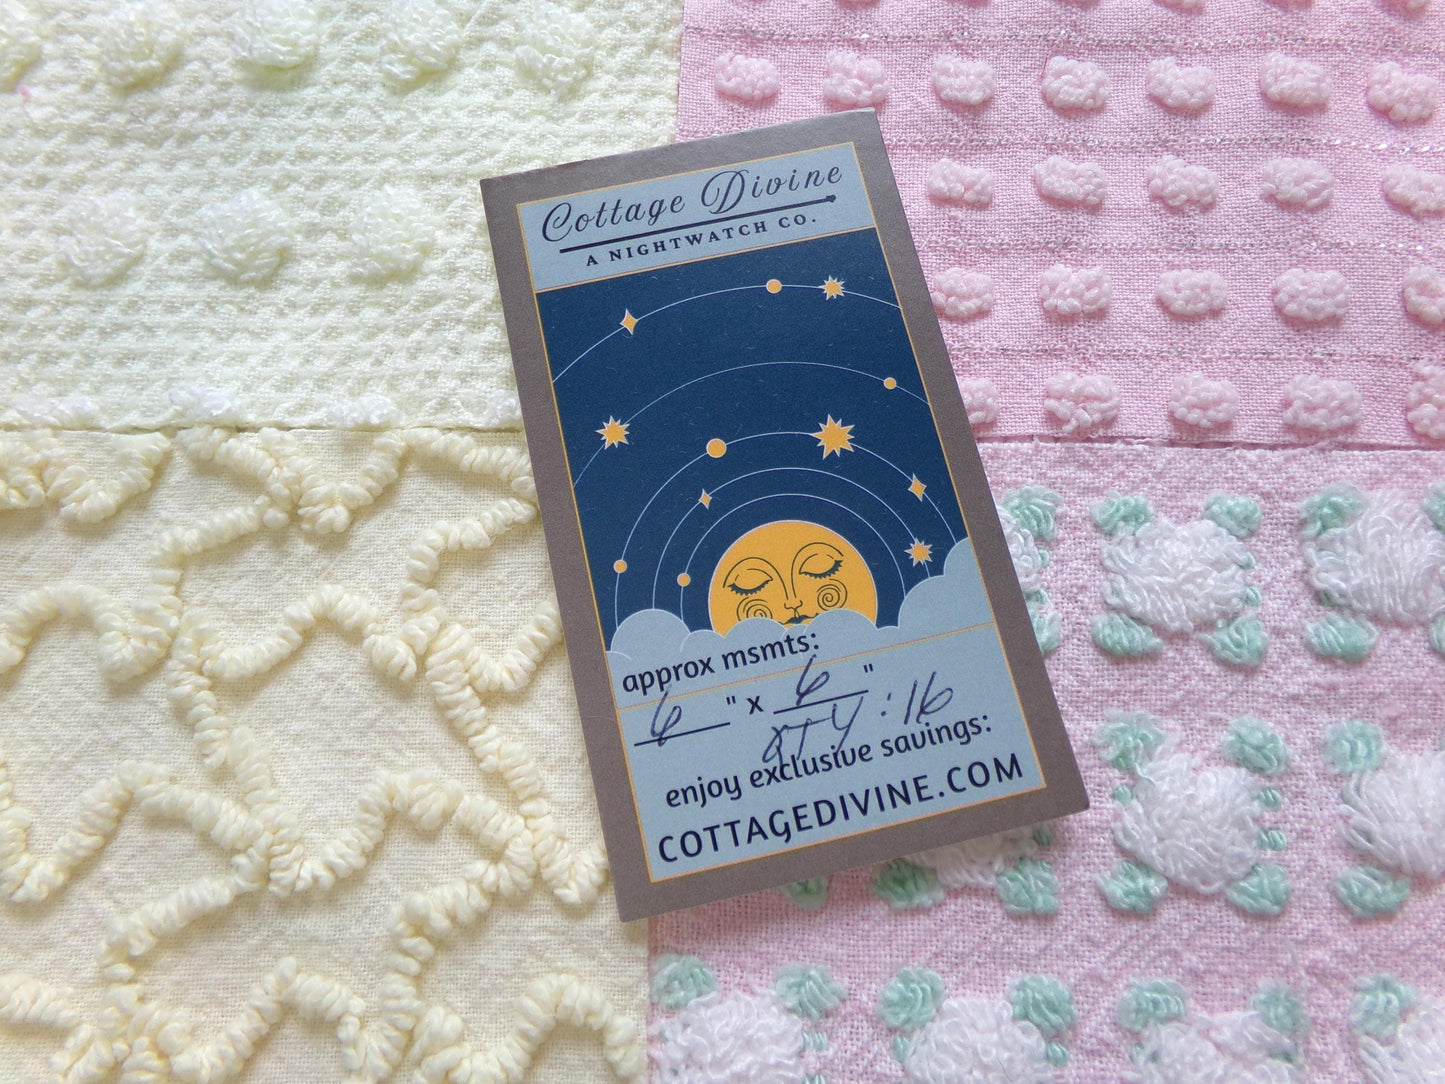 Cottage Divine
A NIGHTWATCH CO.
approx msmts:
6 " x 6 "
QTY : 16
enjoy exclusive savings:
COTTAGEDIVINE.COM